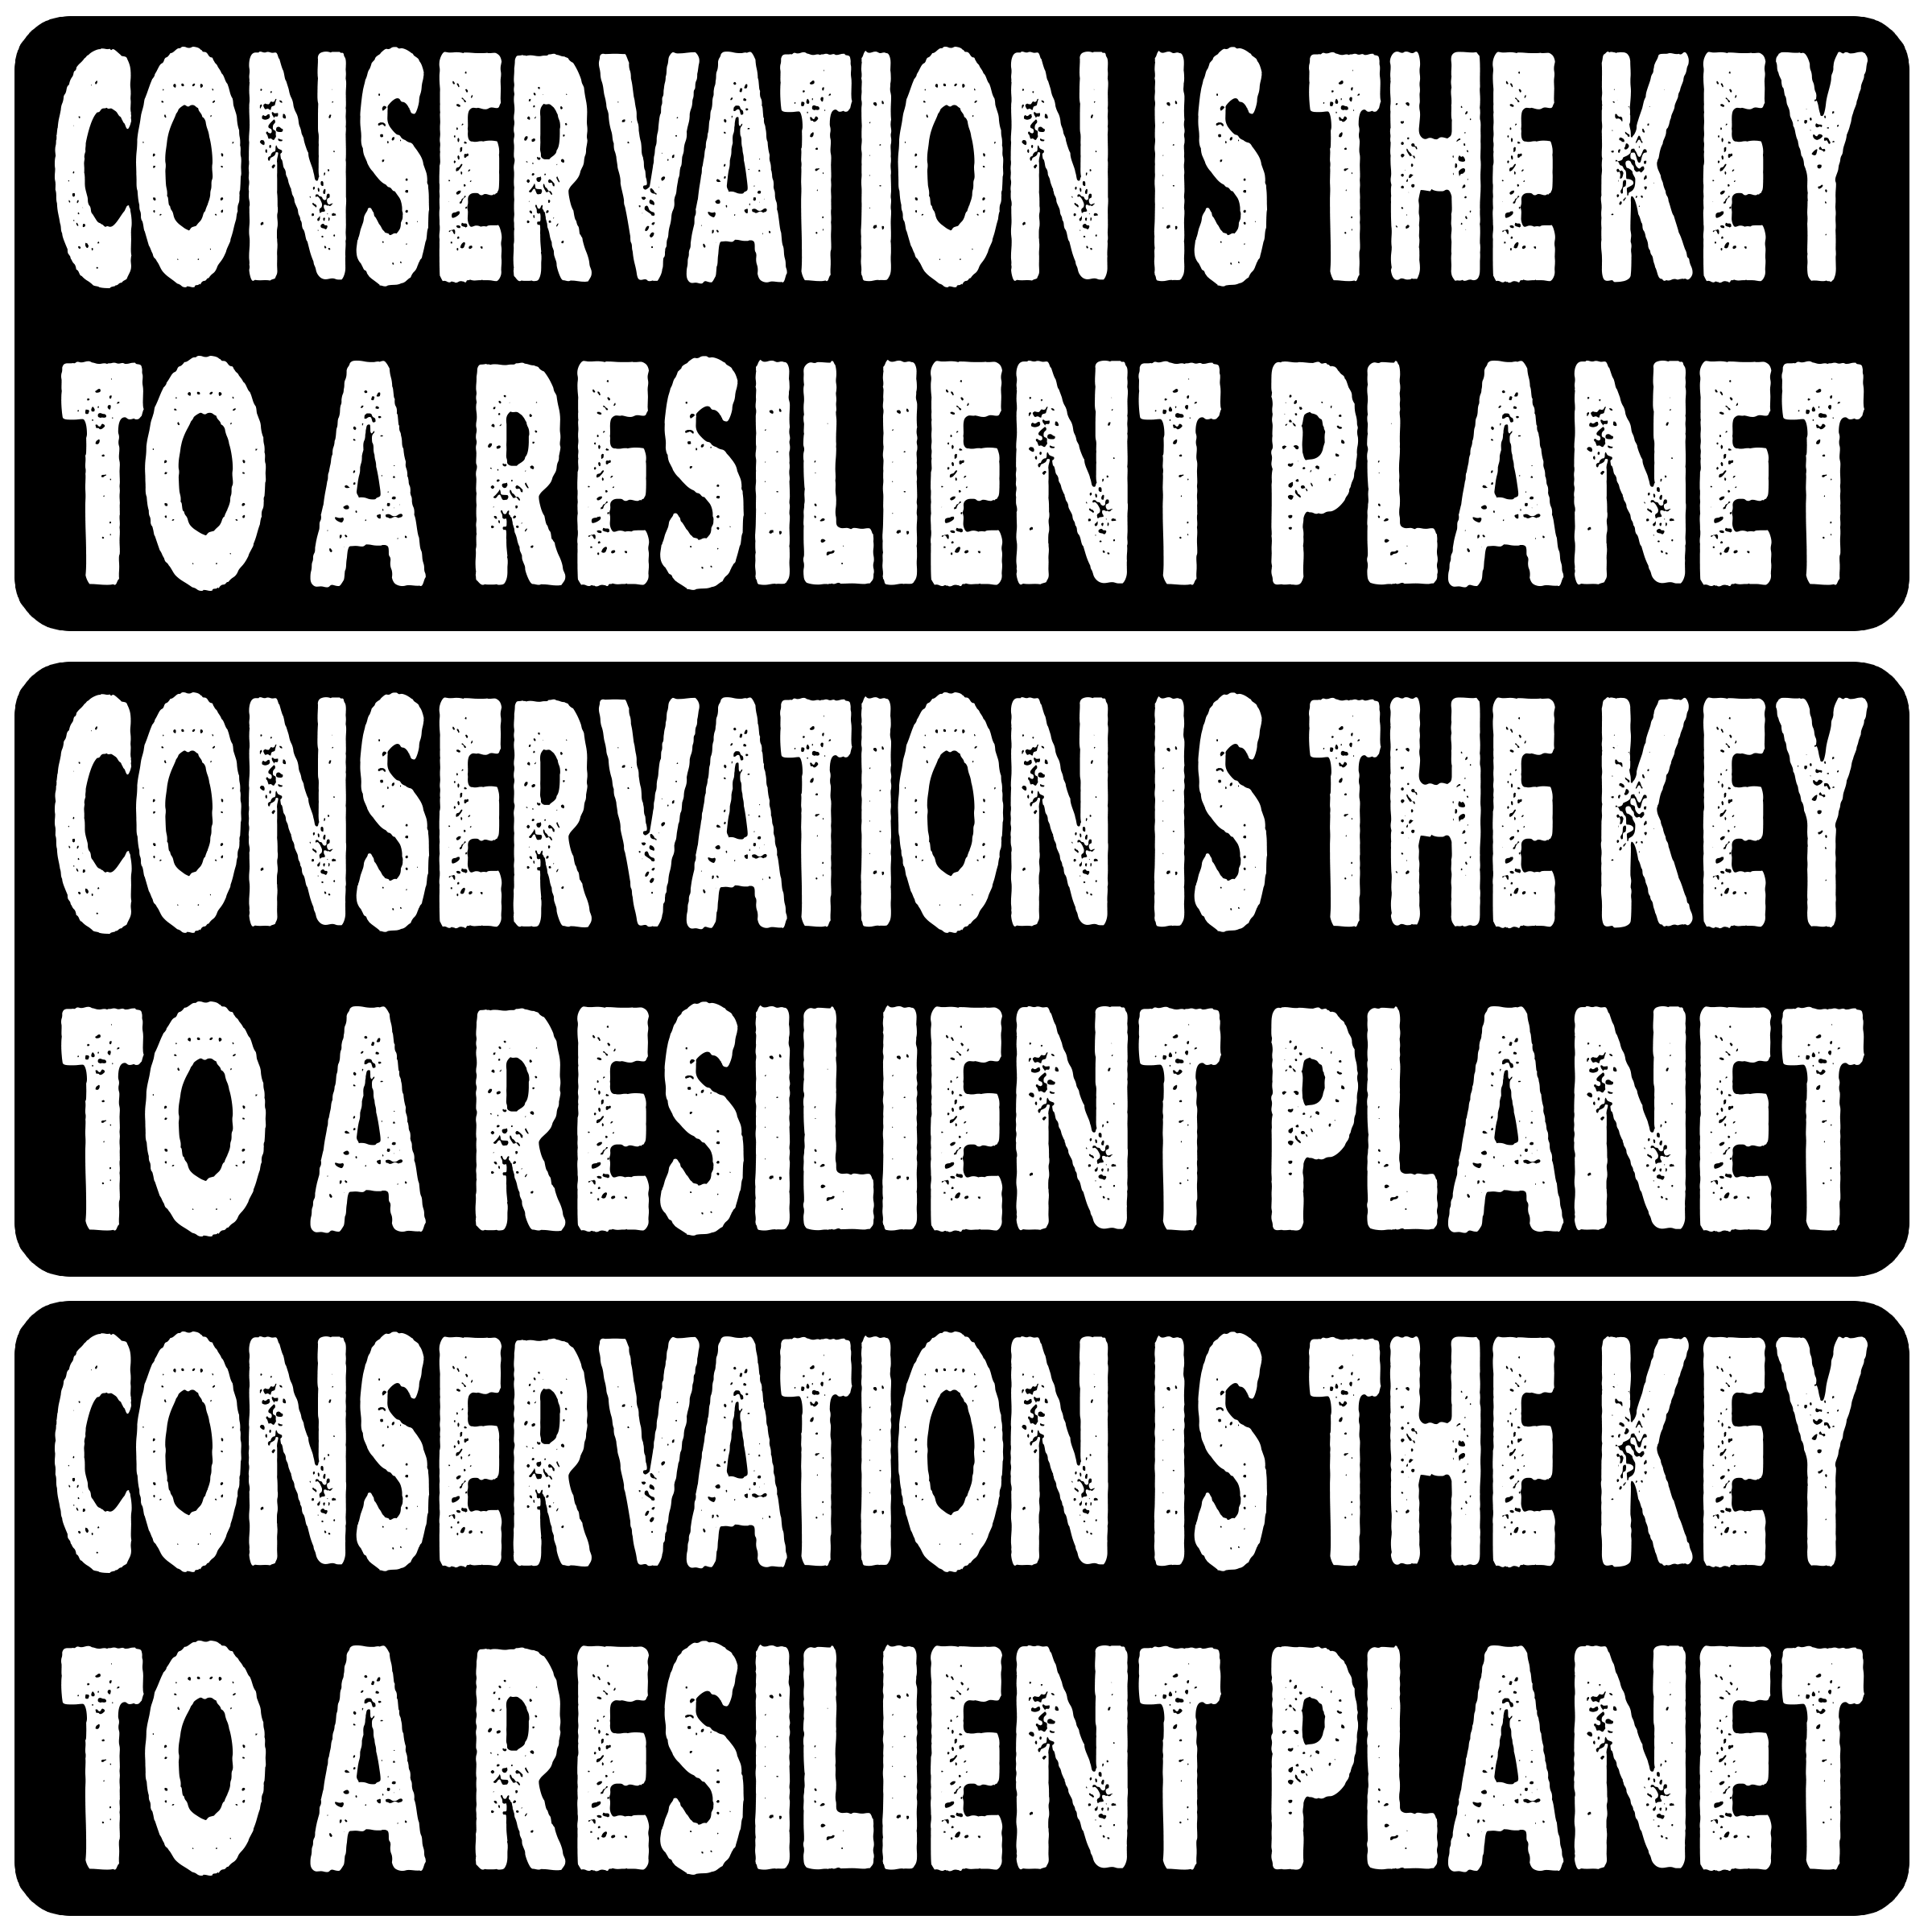 CONSERVATION IS THE KEY
TO A RESILIENT PLANET
CONSERVATION IS THE KEY
TO A RESILIENT PLANET
CONSERVATION IS THE KEY
TO A RESILIENT PLANET